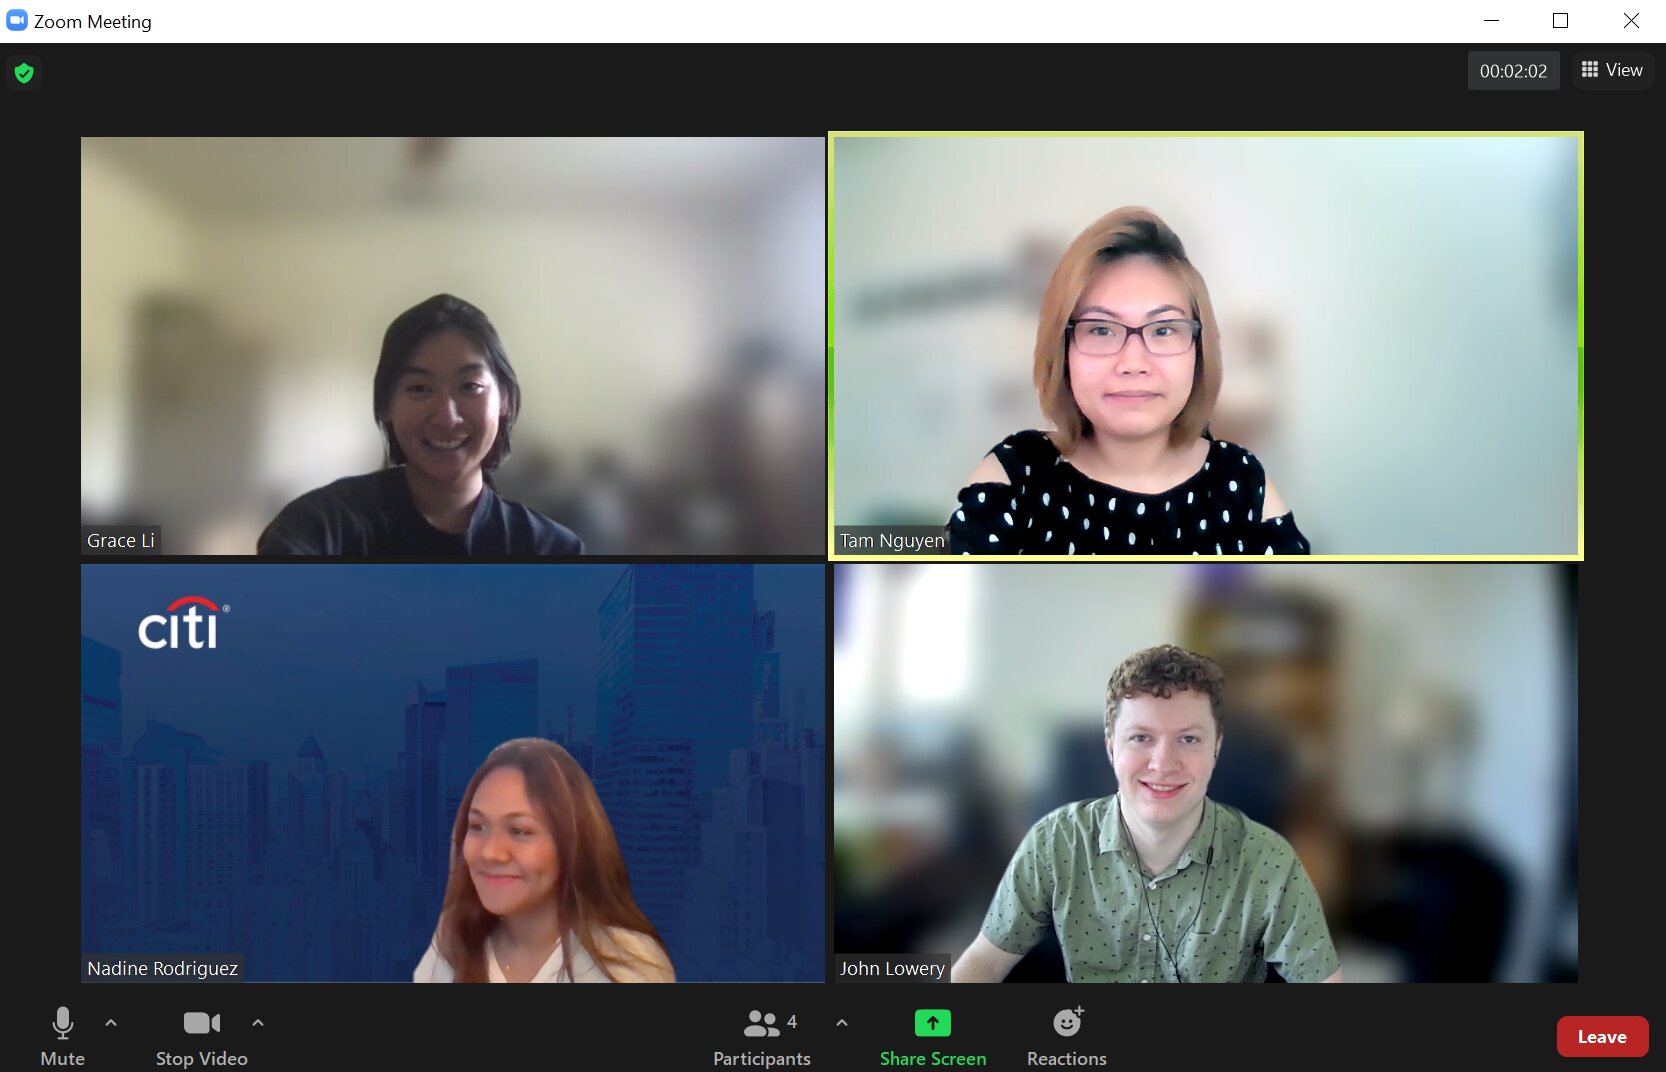 Zoom Meeting
00:02:02
View
Grace Li
Tam Nguyen
citi®
Nadine Rodriguez
John Lowery
4
Mute
Stop Video
Participants
Share Screen
Reactions
Leave